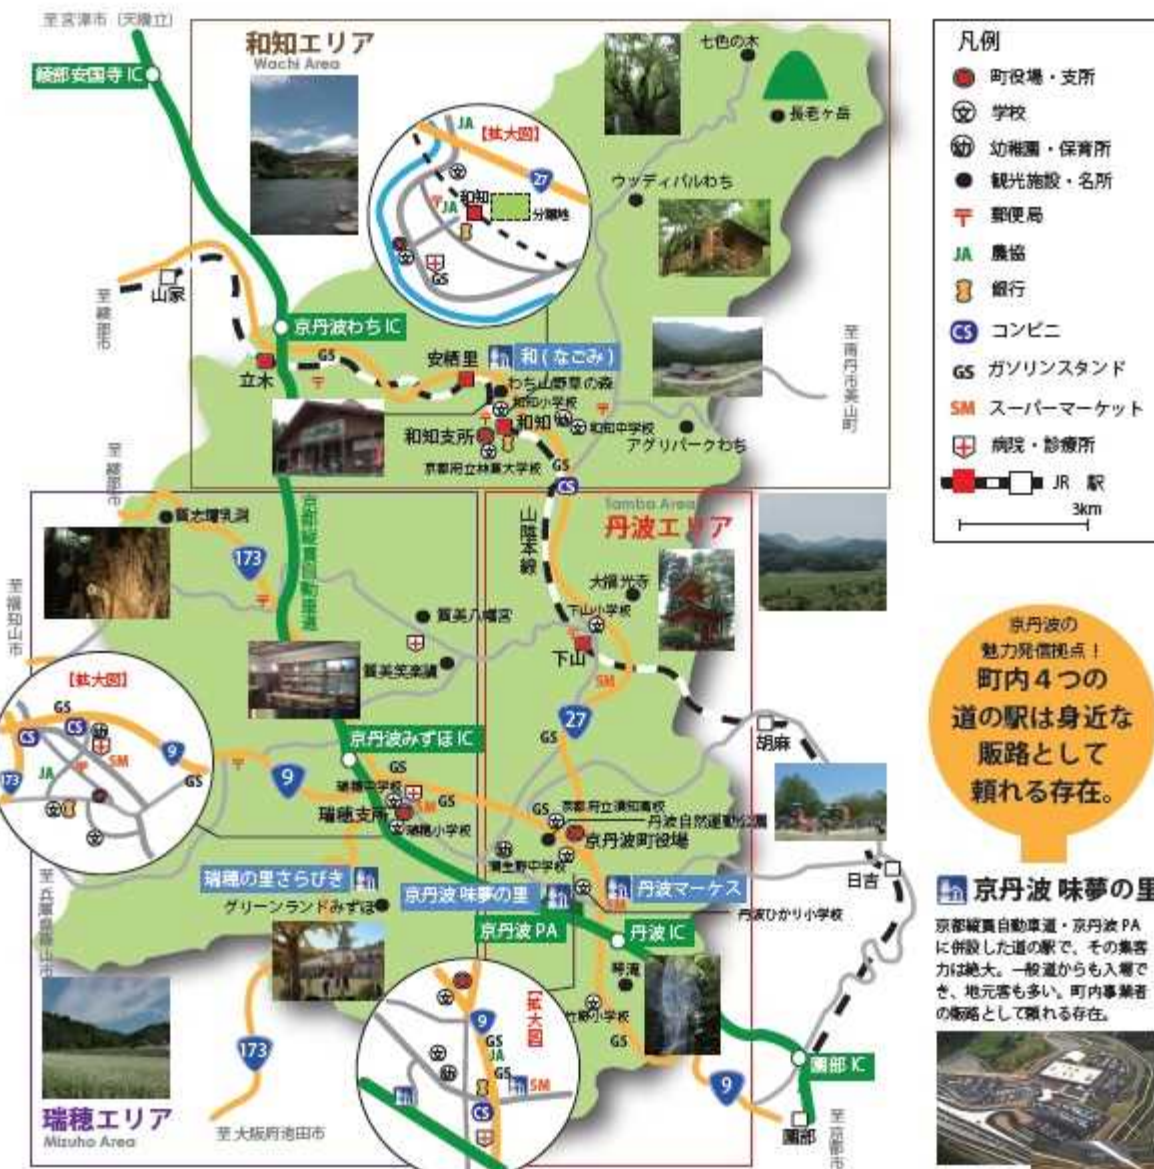 至宮津市（天橋立）
綾部安国寺IC
和知エリア
Wachi Area
七色の木
長老ヶ岳
【拡大図】
JA
27
和知
JA
分譲地
GS
ウッディパルわち
山家
至綾部市
京丹波わちIC
立木
GS
安栖里
和(なごみ)
わち山野草の森
和知小学校
和知
和知中学校
和知支所
京都府立林業大学校
アグリパークわち
GS
CS
至南丹市美山町
至綾部市
質志鐘乳洞
173
京都縦貫自動車道
山陰本線
Tamba Area
丹波エリア
大福光寺
下山小学校
下山
SM
質美八幡宮
質美笑楽講
至福知山市
【拡大図】
GS
CS
CS
SM
JA
9
173
GS
京丹波みずほIC
9
GS
瑞穂中学校
SM
GS
瑞穂支所
瑞穂小学校
27
GS
胡麻
GS
京都府立須知高校
丹波自然運動公園
京丹波町役場
蒲生野中学校
日吉
瑞穂の里さらびき
グリーンランドみずほ
京丹波 味夢の里
丹波マーケス
SM
丹波ひかり小学校
京丹波PA
丹波IC
琴滝
竹野小学校
GS
至兵庫県篠山市
173
【拡大図】
9
GS
JA
GS
SM
CS
9
園部IC
園部
至京都市
至大阪府池田市
瑞穂エリア
Mizuho Area
凡例
町役場・支所
学校
幼稚園・保育所
観光施設・名所
郵便局
JA 農協
銀行
CS コンビニ
GS ガソリンスタンド
SM スーパーマーケット
病院・診療所
JR 駅
3km
京丹波の
魅力発信拠点！
町内4つの
道の駅は身近な
販路として
頼れる存在。
京丹波 味夢の里
京都縦貫自動車道・京丹波PA
に併設した道の駅で、その集客
力は絶大。一般道からも入場で
き、地元客も多い。町内事業者
の販路として頼れる存在。